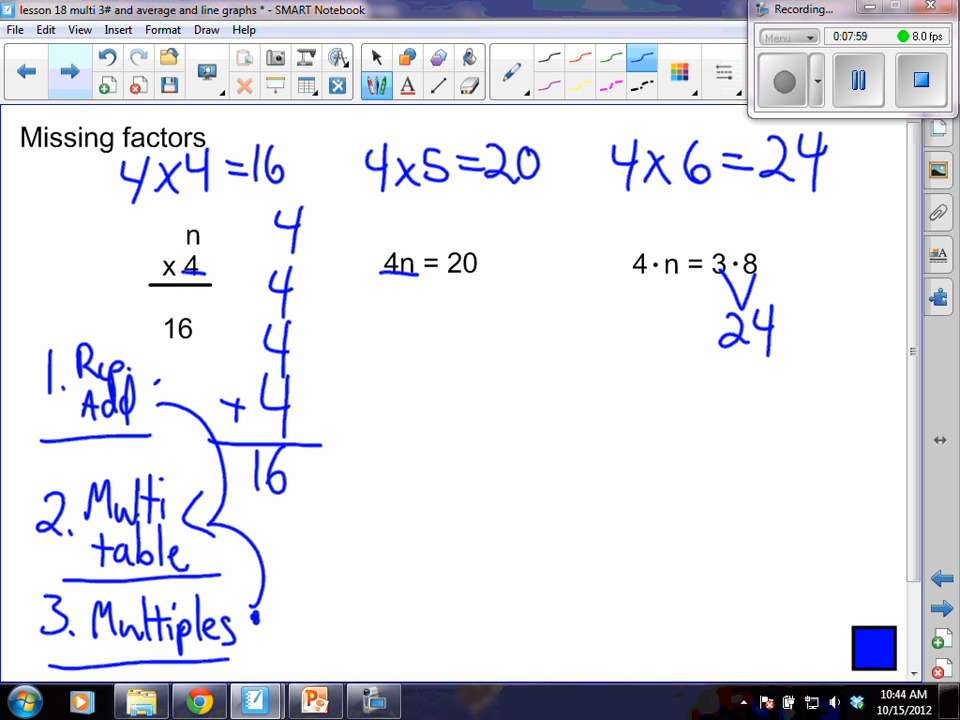 lesson 18 multi 3# and average and line graphs * - SMART Notebook
Recording...
File Edit View Insert Format Draw Help
Menu
0:07:59
8.0 fps
Missing factors
4x4=16
4x5=20
4x6=24
n
x 4
16
4
4
4
+ 4
16
4n = 20
4·n = 3·8
24
1. Rep.
Add
2. Multi
table
3. Multiples
10:44 AM
10/15/2012